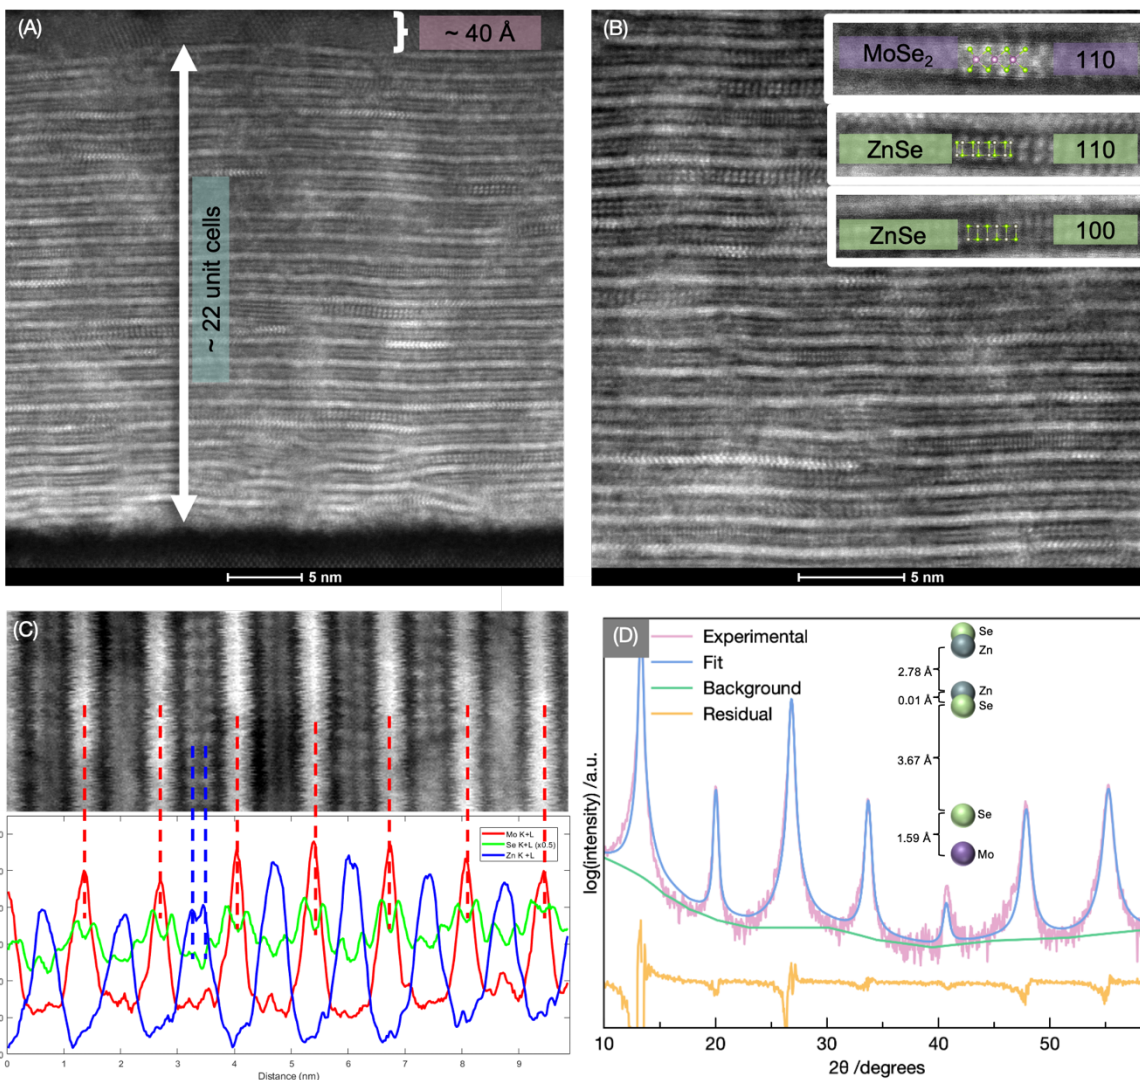 (A)
~ 40 Å
~ 22 unit cells
5 nm
(B)
MoSe2
110
ZnSe
110
ZnSe
100
5 nm
(C)
Mo K+L
Se K+L (x0.5)
Zn K +L
0 1 2 3 4 5 6 7 8 9
Distance (nm)
(D)
Experimental
Fit
Background
Residual
Se
Zn
2.78 Å
Zn
0.01 Å
Se
3.67 Å
Se
1.59 Å
Mo
log(intensity) /a.u.
10 20 30 40 50
2θ /degrees